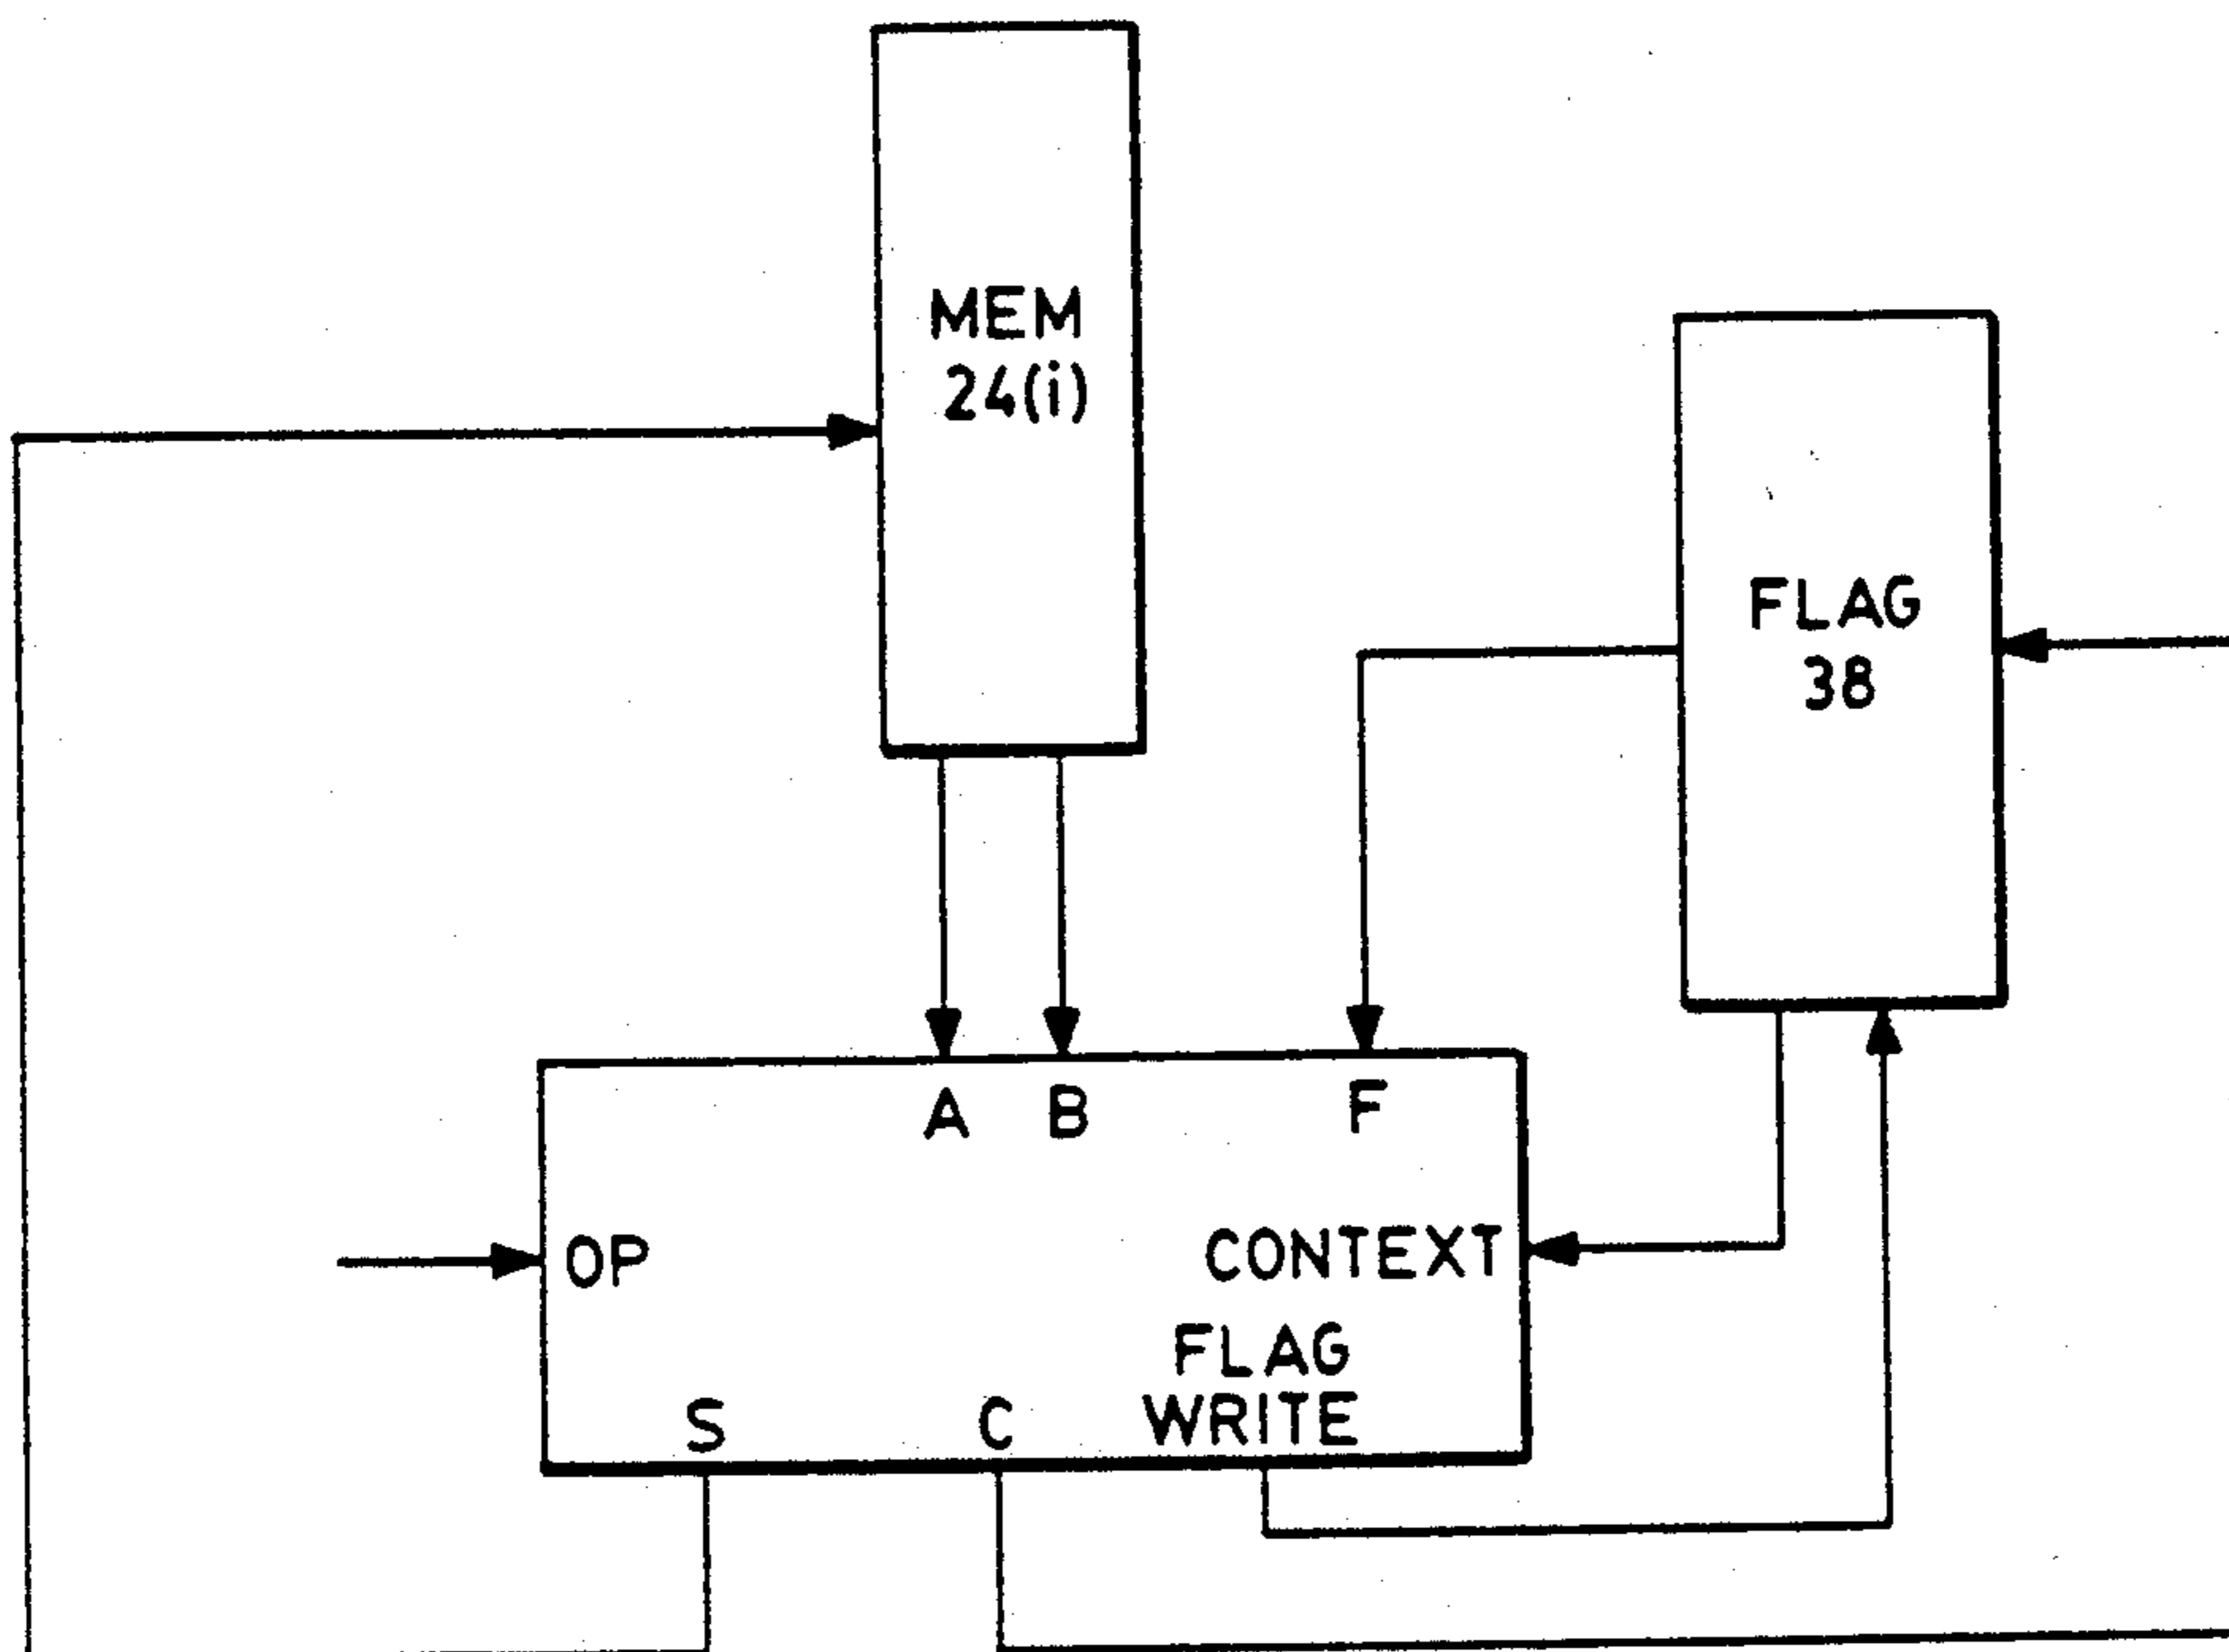 MEM
24(i)
FLAG
38
A B F
OP
CONTEXT
FLAG
WRITE
S C